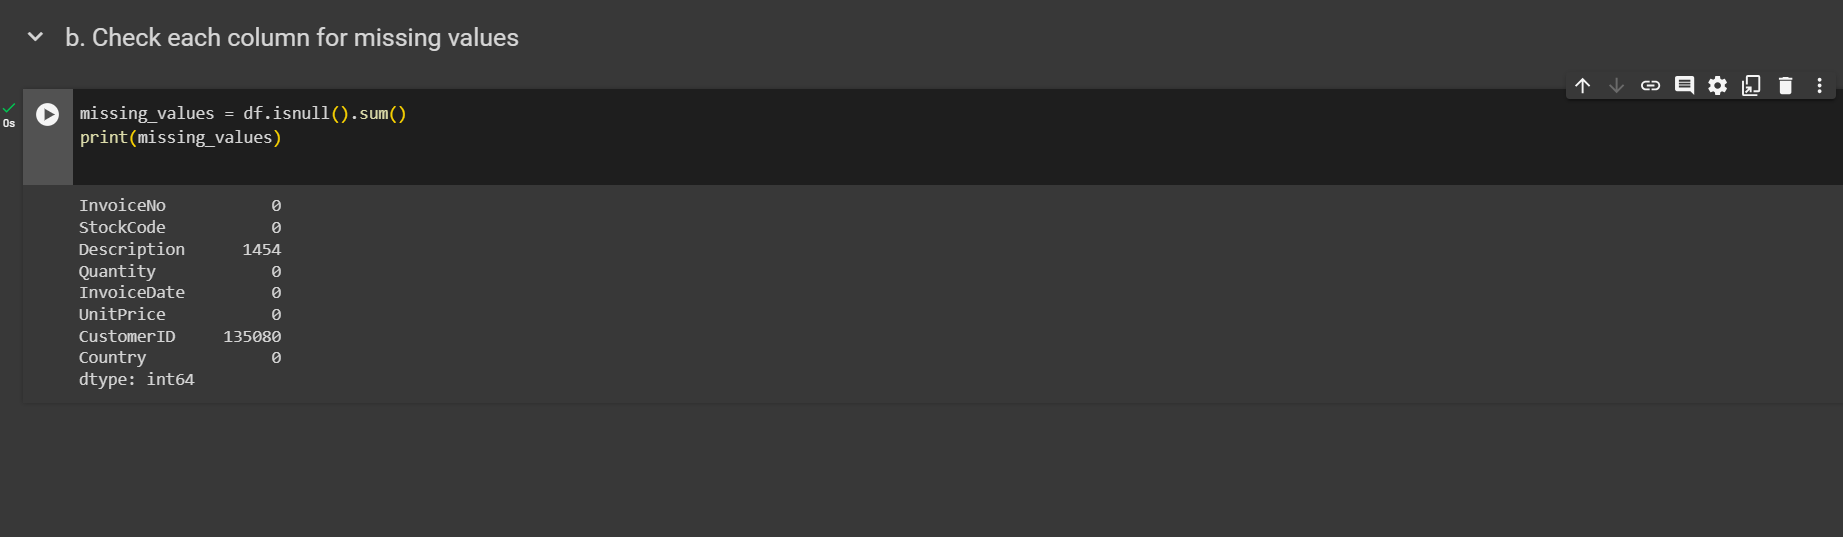 b. Check each column for missing values
0s
missing_values = df.isnull().sum()
print(missing_values)
InvoiceNo 0
StockCode 0
Description 1454
Quantity 0
InvoiceDate 0
UnitPrice 0
CustomerID 135080
Country 0
dtype: int64